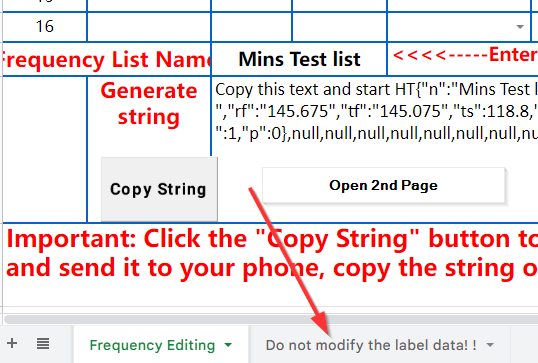 16
Frequency List Name
Mins Test list
<<<<-----Enter
Generate
string
Copy this text and start HT{"n":"Mins Test l
","rf":"145.675","tf":"145.075","ts":118.8,"
":1,"p":0},null,null,null,null,null,null,null,null,
Copy String
Open 2nd Page
Important: Click the "Copy String" button to
and send it to your phone, copy the string o
+
Frequency Editing
Do not modify the label data! !